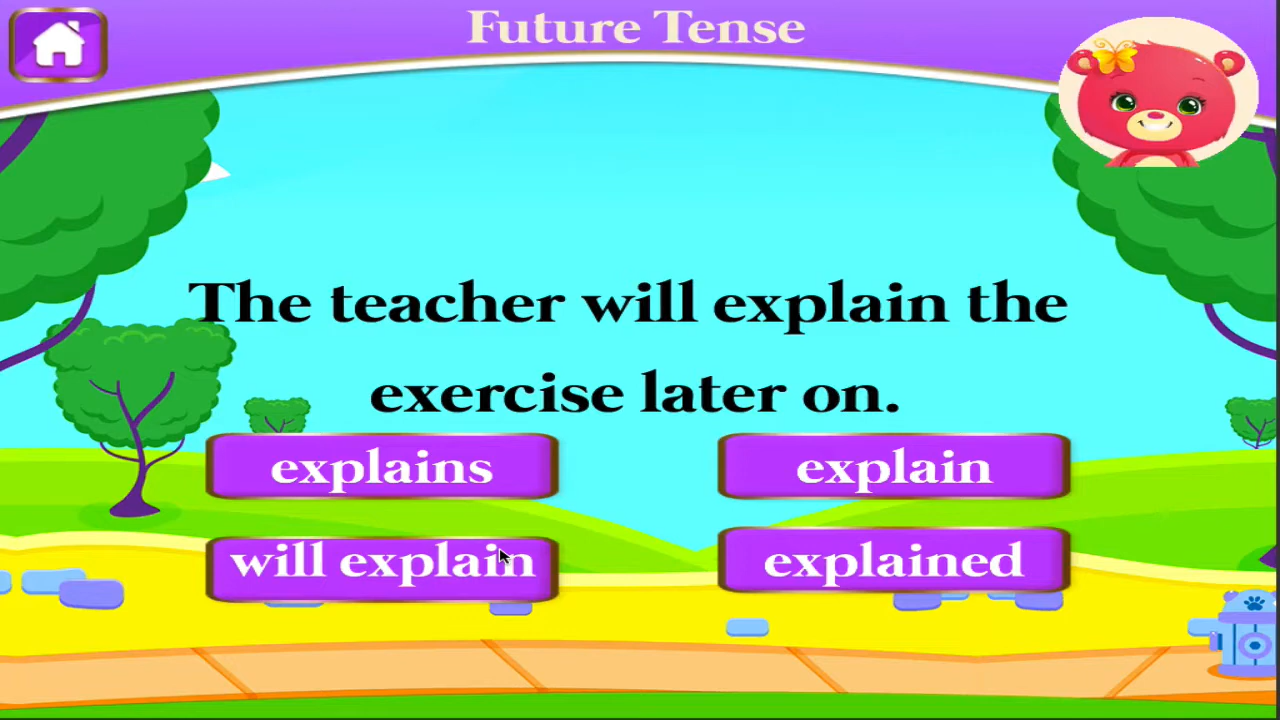 Future Tense
The teacher will explain the
exercise later on.
explains
explain
will explain
explained